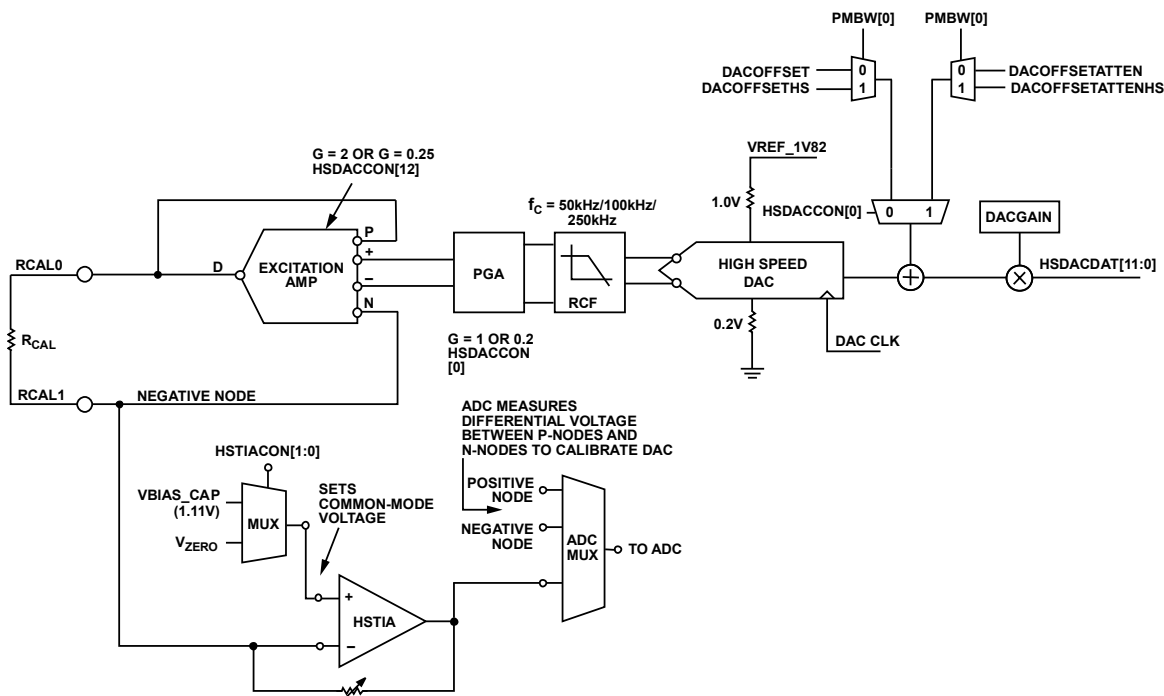 PMBW[0]
PMBW[0]
DACOFFSET
DACOFFSETHS
0
1
0
1
DACOFFSETATTEN
DACOFFSETATTENHS
G = 2 OR G = 0.25
HSDACCON[12]
VREF_1V82
fC = 50kHz/100kHz/
250kHz
1.0V
HSDACCON[0]
0
1
DACGAIN
P
+
–
N
D
EXCITATION
AMP
PGA
RCF
HIGH SPEED
DAC
HSDACDAT[11:0]
RCAL0
RCAL
RCAL1
NEGATIVE NODE
G = 1 OR 0.2
HSDACCON
[0]
0.2V
DAC CLK
ADC MEASURES
DIFFERENTIAL VOLTAGE
BETWEEN P-NODES AND
N-NODES TO CALIBRATE DAC
HSTIACON[1:0]
VBIAS_CAP
(1.11V)
VZERO
MUX
SETS
COMMON-MODE
VOLTAGE
POSITIVE
NODE
NEGATIVE
NODE
ADC
MUX
TO ADC
+
HSTIA
–